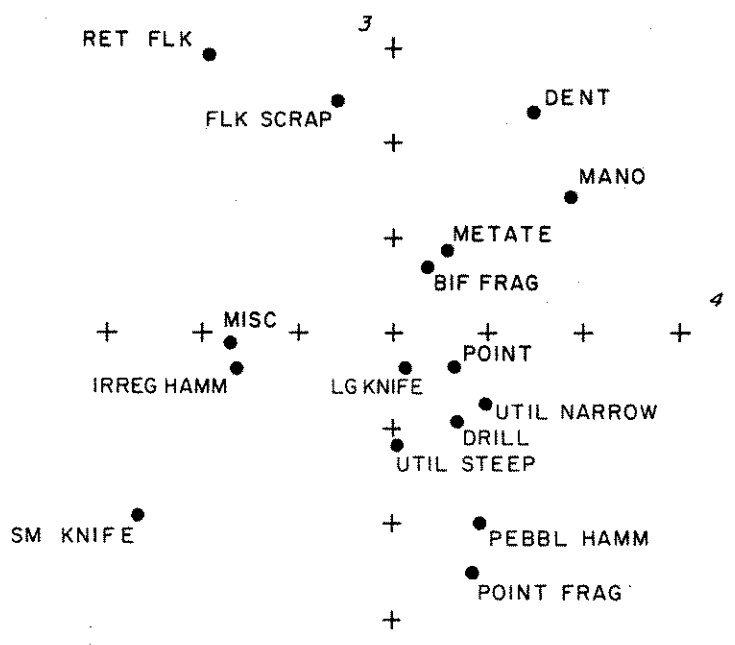 3
RET FLK
FLK SCRAP
DENT
MANO
METATE
BIF FRAG
4
MISC
POINT
IRREG HAMM
LG KNIFE
UTIL NARROW
DRILL
UTIL STEEP
SM KNIFE
PEBBL HAMM
POINT FRAG